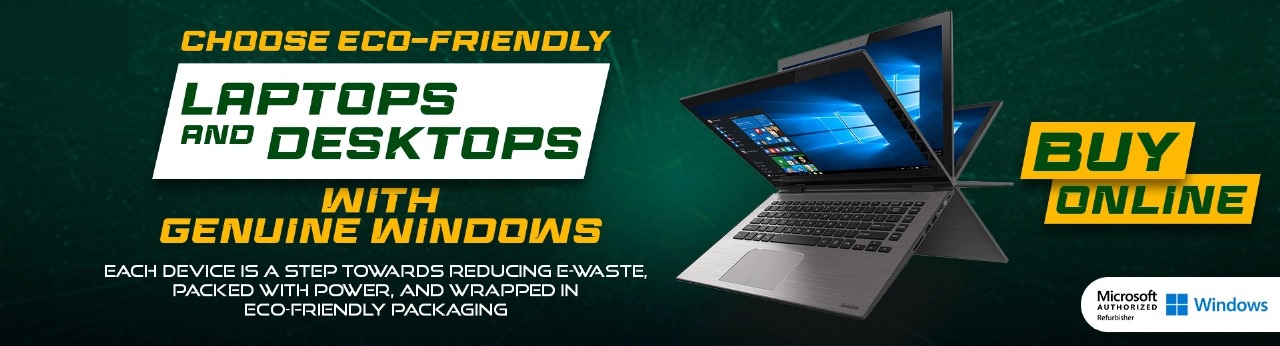 CHOOSE ECO-FRIENDLY
LAPTOPS
AND DESKTOPS
WITH
GENUINE WINDOWS
EACH DEVICE IS A STEP TOWARDS REDUCING E-WASTE,
PACKED WITH POWER, AND WRAPPED IN
ECO-FRIENDLY PACKAGING
BUY
ONLINE
Microsoft
AUTHORIZED
Refurbisher
Windows